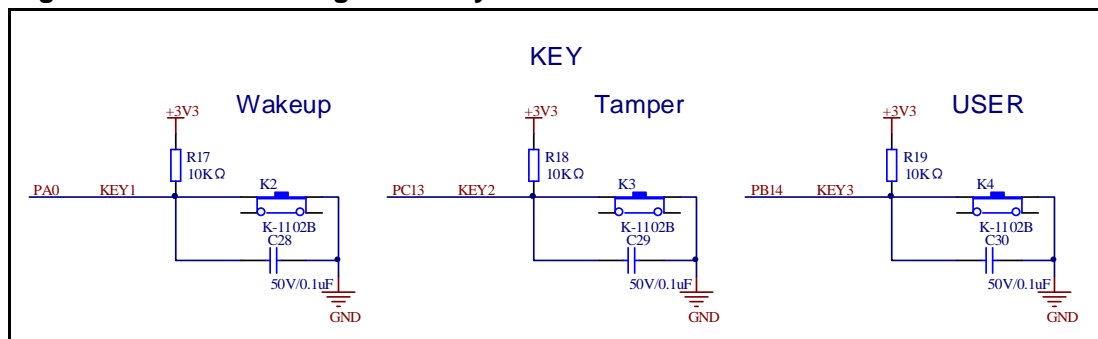 KEY
Wakeup
+3V3
R17
10KΩ
PA0 KEY1
K2
K-1102B
C28
50V/0.1uF
GND
Tamper
+3V3
R18
10KΩ
PC13 KEY2
K3
K-1102B
C29
50V/0.1uF
GND
USER
+3V3
R19
10KΩ
PB14 KEY3
K4
K-1102B
C30
50V/0.1uF
GND